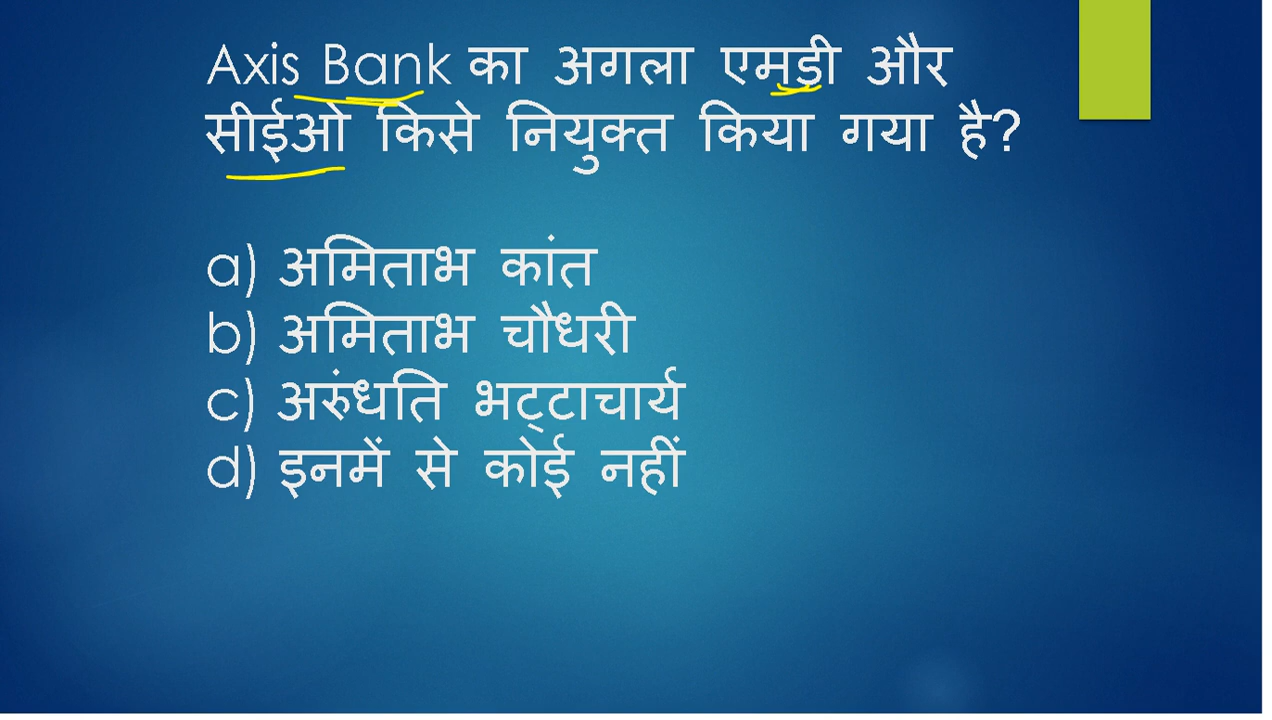 Axis Bank का अगला एमडी और
सीईओ किसे नियुक्त किया गया है?
a) अमिताभ कांत
b) अमिताभ चौधरी
c) अरुंधति भट्टाचार्य
d) इनमें से कोई नहीं